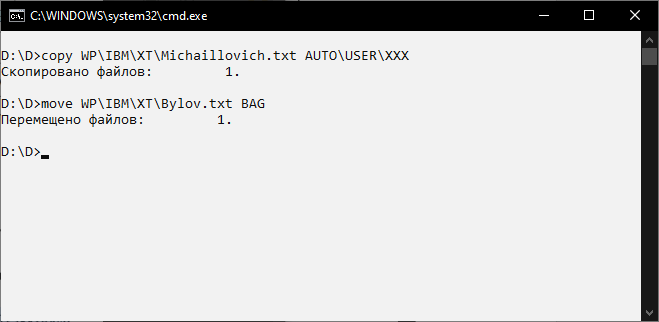 C:\WINDOWS\system32\cmd.exe
D:\D>copy WP\IBM\XT\Michaillovich.txt AUTO\USER\XXX
Скопировано файлов:         1.
D:\D>move WP\IBM\XT\Bylov.txt BAG
Перемещено файлов:         1.
D:\D>